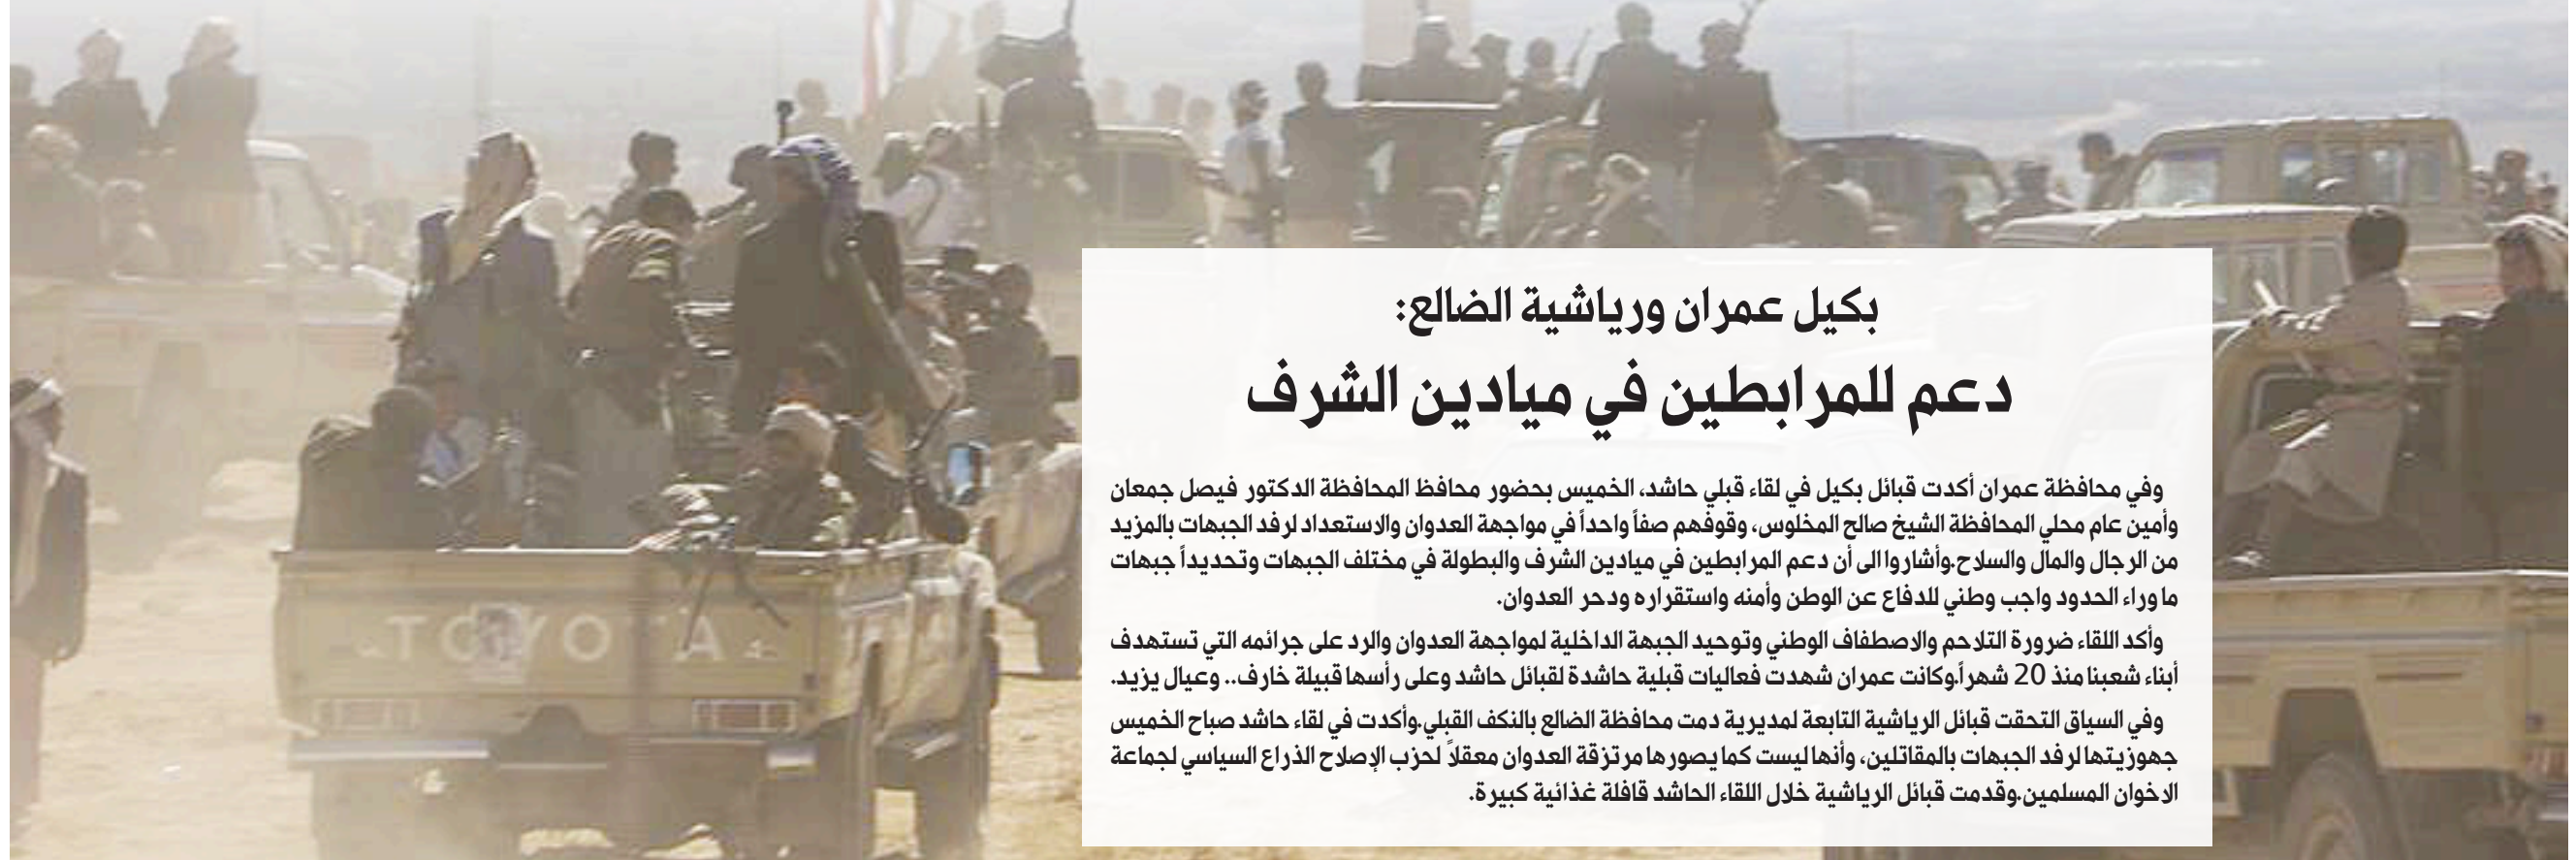 بكيل عمران ورياشية الضالع:
دعم للمرابطين في ميادين الشرف
وفي محافظة عمران أكدت قبائل بكيل في لقاء قبلي حاشد، الخميس بحضور محافظ المحافظة الدكتور فيصل جمعان
وأمين عام محلي المحافظة الشيخ صالح المخلوس، وقوفهم صفاً واحداً في مواجهة العدوان والاستعداد لرفد الجبهات بالمزيد
من الرجال والمال والسلاح.وأشاروا الى أن دعم المرابطين في ميادين الشرف والبطولة في مختلف الجبهات وتحديداً جبهات
ما وراء الحدود واجب وطني للدفاع عن الوطن وأمنه واستقراره ودحر العدوان.
وأكد اللقاء ضرورة التلاحم والاصطفاف الوطني وتوحيد الجبهة الداخلية لمواجهة العدوان والرد على جرائمه التي تستهدف
أبناء شعبنا منذ 20 شهراً.وكانت عمران شهدت فعاليات قبلية حاشدة لقبائل حاشد وعلى رأسها قبيلة خارف.. وعيال يزيد.
وفي السياق التحقت قبائل الرياشية التابعة لمديرية دمت محافظة الضالع بالنكف القبلي.وأكدت في لقاء حاشد صباح الخميس
جهوزيتها لرفد الجبهات بالمقاتلين، وأنها ليست كما يصورها مرتزقة العدوان معقلاً لحزب الإصلاح الذراع السياسي لجماعة
الاخوان المسلمين.وقدمت قبائل الرياشية خلال اللقاء الحاشد قافلة غذائية كبيرة.
TOYOTA